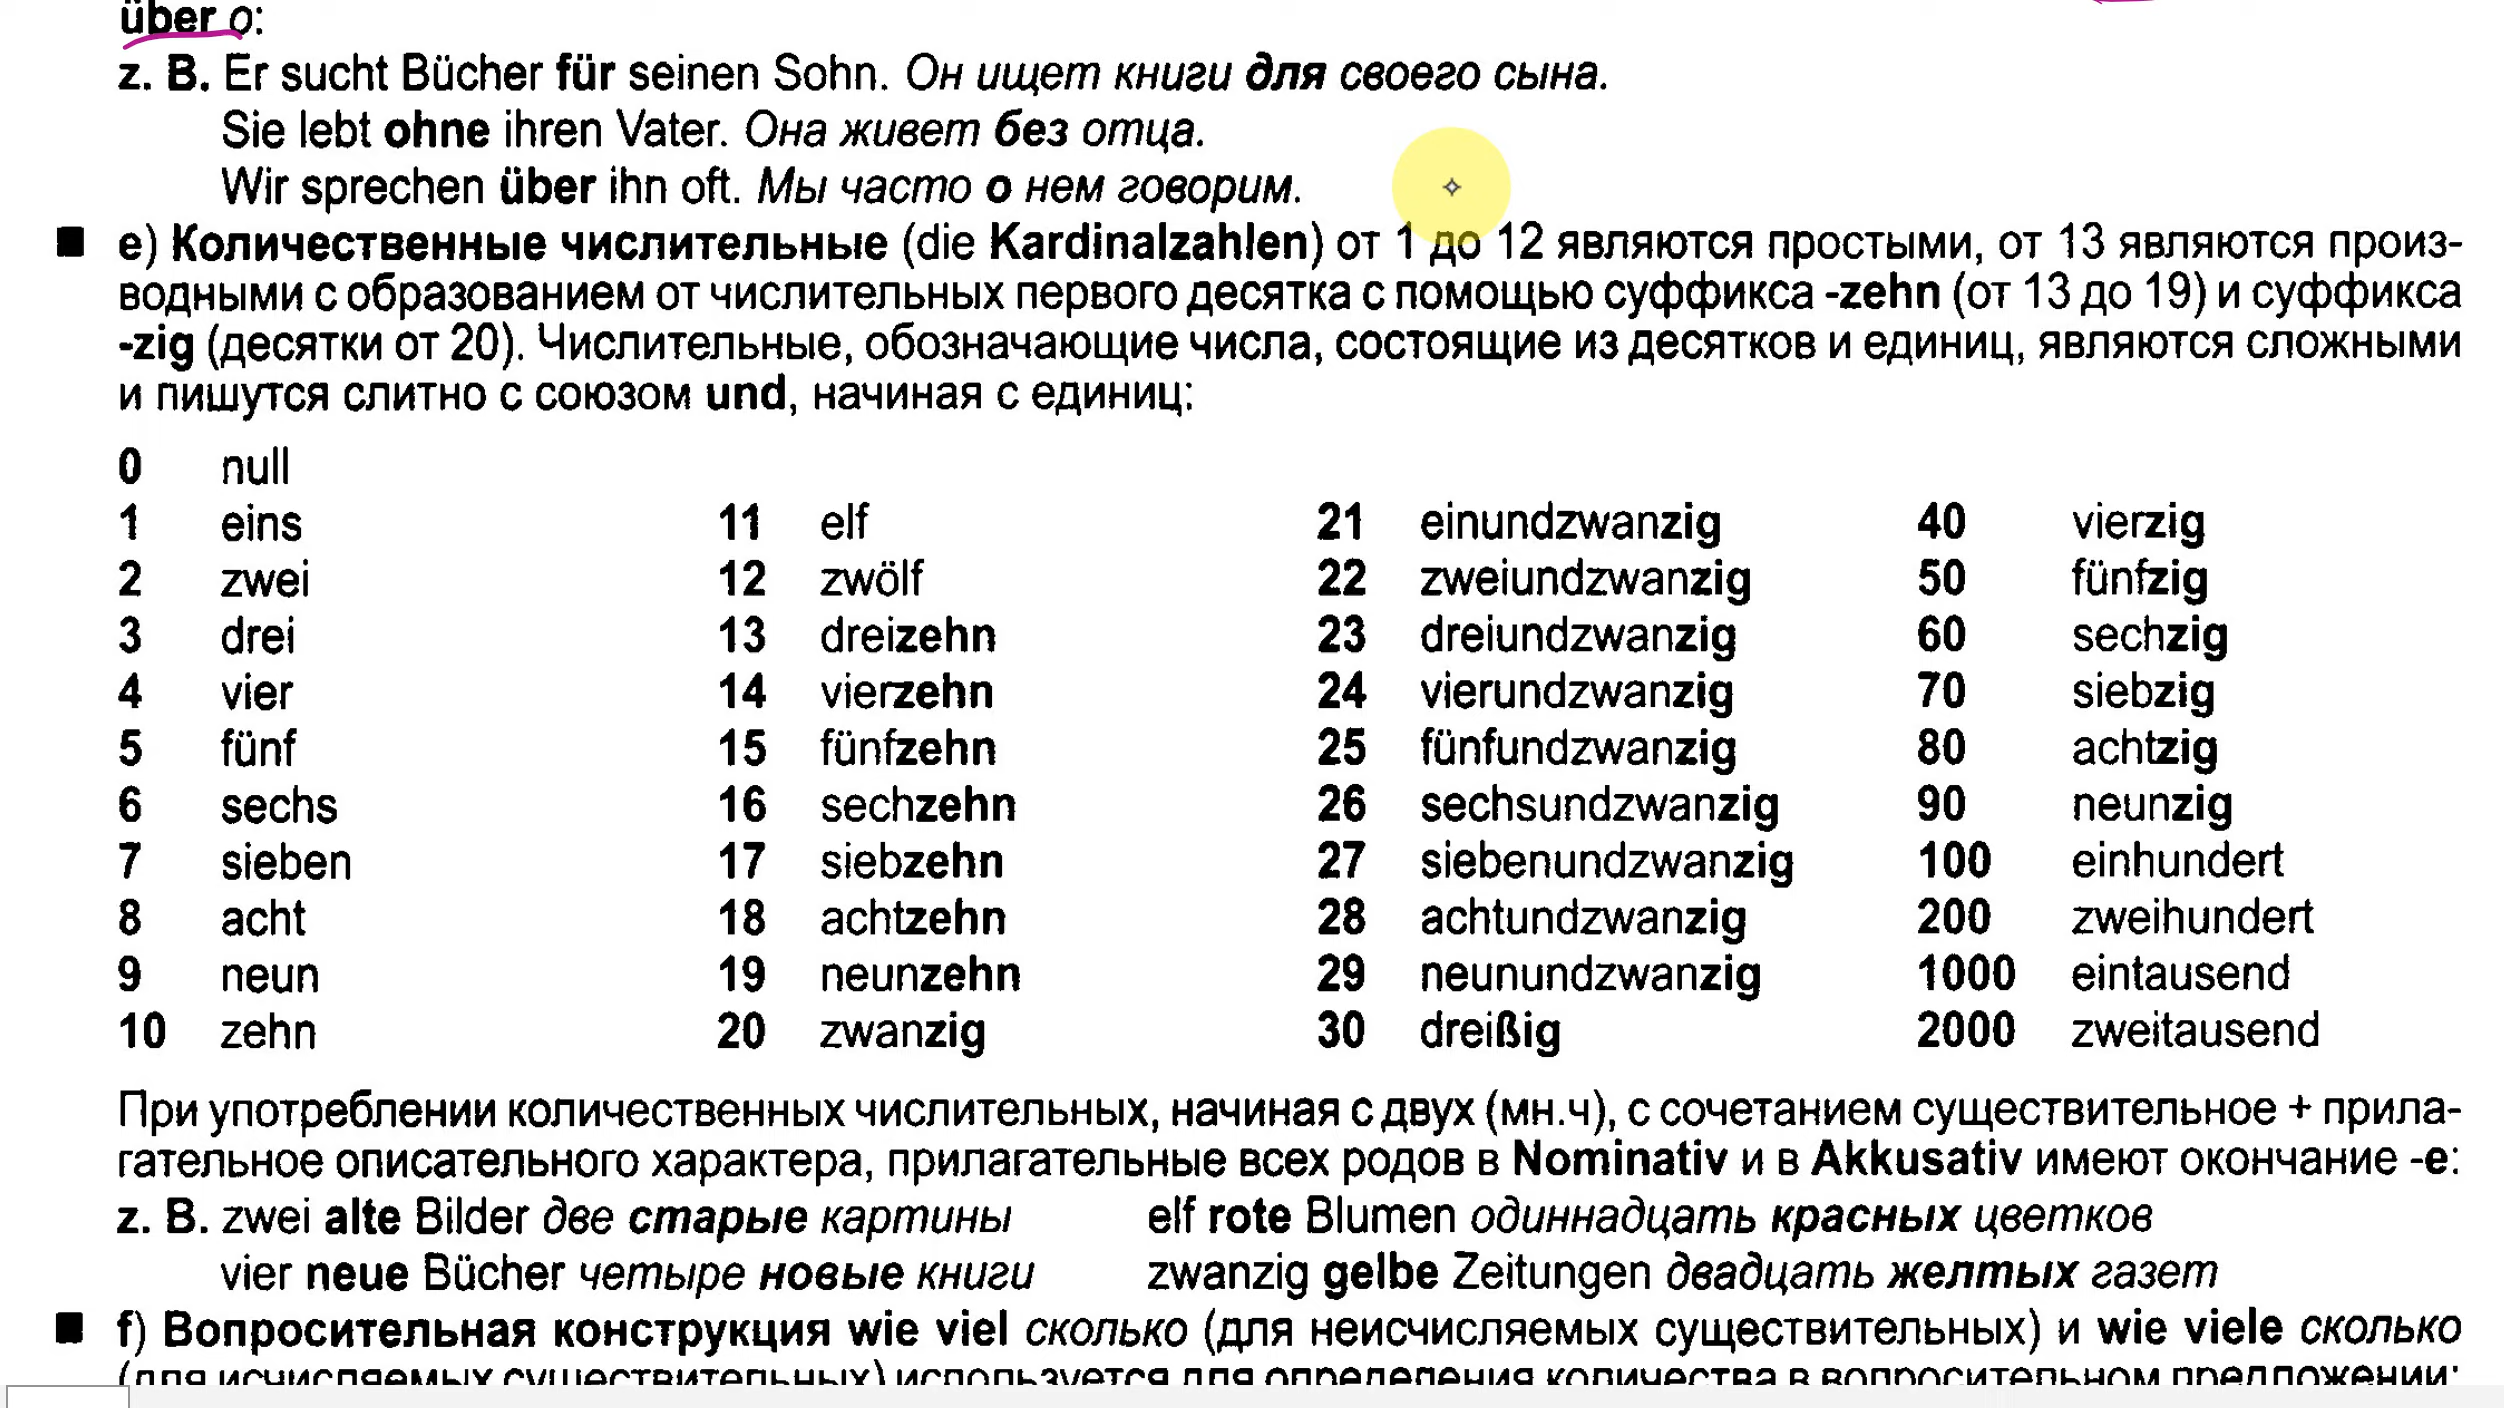 über о:
z. B. Er sucht Bücher für seinen Sohn. Он ищет книги для своего сына.
Sie lebt ohne ihren Vater. Она живет без отца.
Wir sprechen über ihn oft. Мы часто о нем говорим.
■ e) Количественные числительные (die Kardinalzahlen) от 1 до 12 являются простыми, от 13 являются произ-
водными с образованием от числительных первого десятка с помощью суффикса -zehn (от 13 до 19) и суффикса
-zig (десятки от 20). Числительные, обозначающие числа, состоящие из десятков и единиц, являются сложными
и пишутся слитно с союзом und, начиная с единиц:
0 null
1 eins 11 elf 21 einundzwanzig 40 vierzig
2 zwei 12 zwölf 22 zweiundzwanzig 50 fünfzig
3 drei 13 dreizehn 23 dreiundzwanzig 60 sechzig
4 vier 14 vierzehn 24 vierundzwanzig 70 siebzig
5 fünf 15 fünfzehn 25 fünfundzwanzig 80 achtzig
6 sechs 16 sechzehn 26 sechsundzwanzig 90 neunzig
7 sieben 17 siebzehn 27 siebenundzwanzig 100 einhundert
8 acht 18 achtzehn 28 achtundzwanzig 200 zweihundert
9 neun 19 neunzehn 29 neunundzwanzig 1000 eintausend
10 zehn 20 zwanzig 30 dreißig 2000 zweitausend
При употреблении количественных числительных, начиная с двух (мн.ч), с сочетанием существительное + прила-
гательное описательного характера, прилагательные всех родов в Nominativ и в Akkusativ имеют окончание -e:
z. B. zwei alte Bilder две старые картины elf rote Blumen одиннадцать красных цветков
vier neue Bücher четыре новые книги zwanzig gelbe Zeitungen двадцать желтых газет
■ f) Вопросительная конструкция wie viel сколько (для неисчисляемых существительных) и wie viele сколько
(для исчисляемых существительных) используется для определения количества в вопросительном предложении: